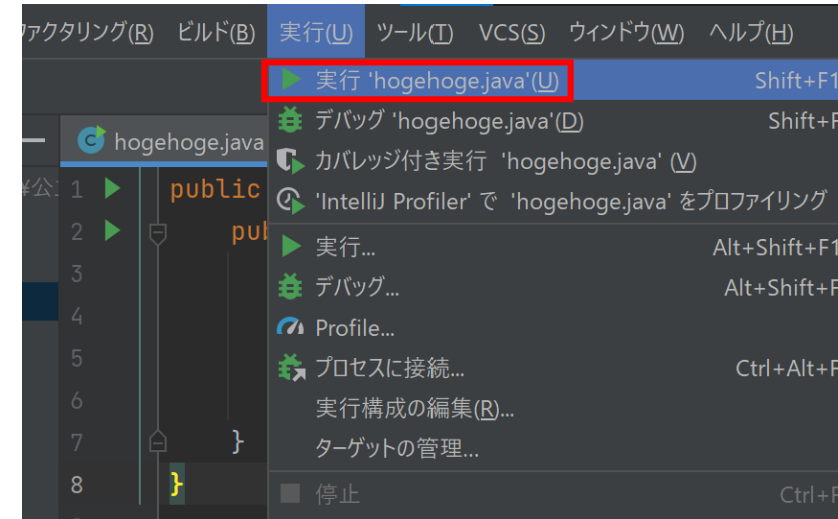 ファクタリング(R) ビルド(B) 実行(U) ツール(T) VCS(S) ウィンドウ(W) ヘルプ(H)
実行 'hogehoge.java'(U) Shift+F1
デバッグ 'hogehoge.java'(D) Shift+F
hogehoge.java
カバレッジ付き実行 'hogehoge.java' (V)
1 public
'IntelliJ Profiler' で 'hogehoge.java' をプロファイリング
2 pub
実行... Alt+Shift+F1
3
デバッグ... Alt+Shift+F
4
Profile...
5
プロセスに接続... Ctrl+Alt+F
6
実行構成の編集(R)...
7 }
ターゲットの管理...
8 }
停止 Ctrl+F